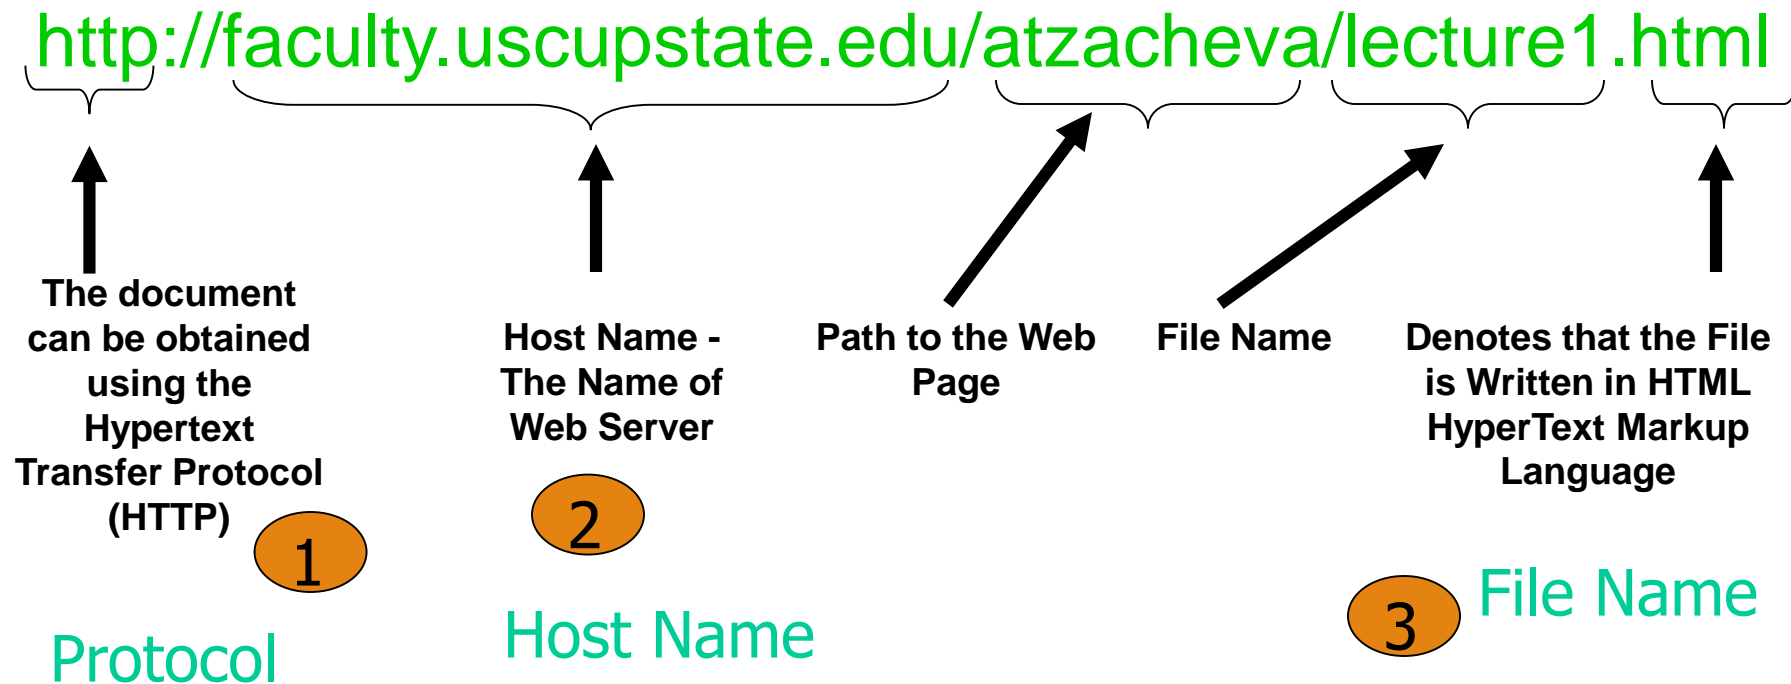 http://faculty.uscupstate.edu/atzacheva/lecture1.html
The document
can be obtained
using the
Hypertext
Transfer Protocol
(HTTP)
1
Protocol
Host Name -
The Name of
Web Server
2
Host Name
Path to the Web
Page
File Name
Denotes that the File
is Written in HTML
HyperText Markup
Language
3
File Name